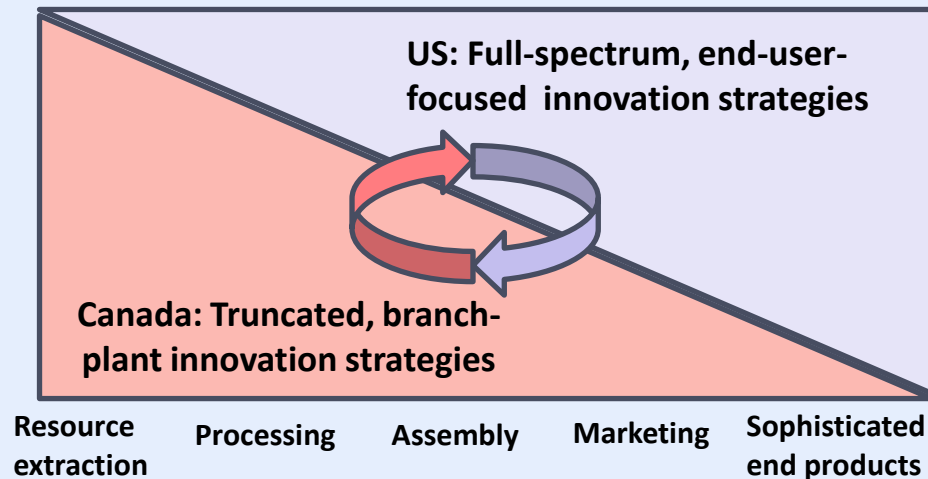 US: Full-spectrum, end-user-
focused innovation strategies
Canada: Truncated, branch-
plant innovation strategies
Resource
extraction
Processing
Assembly
Marketing
Sophisticated
end products